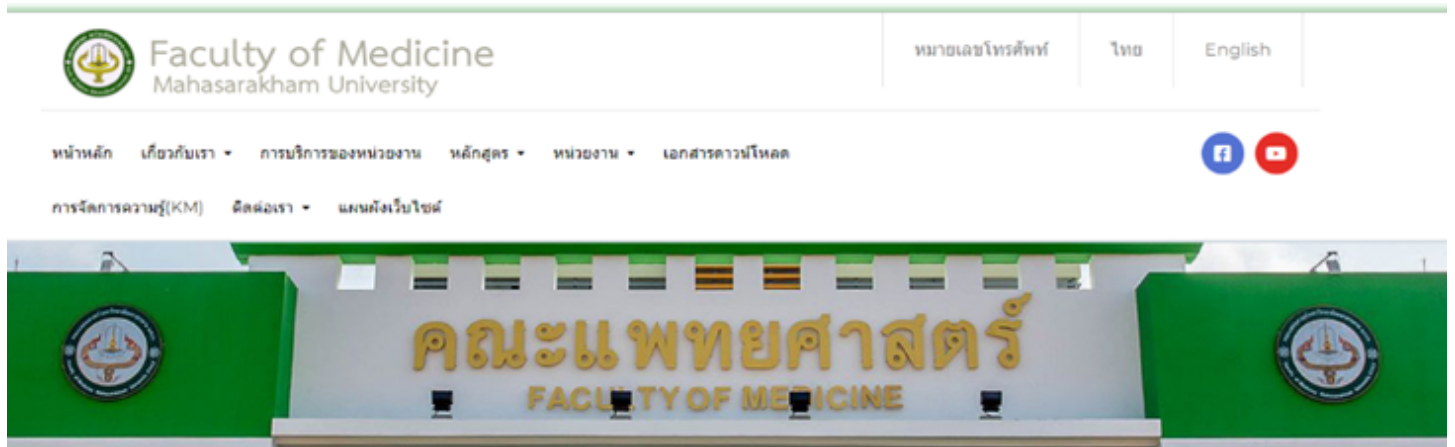 Faculty of Medicine
Mahasarakham University
หมายเลขโทรศัพท์ ไทย English
หน้าหลัก เกี่ยวกับเรา การบริการของหน่วยงาน หลักสูตร หน่วยงาน เอกสารดาวน์โหลด
การจัดการความรู้(KM) ติดต่อเรา แผนผังเว็บไซต์
คณะแพทยศาสตร์
FACULTY OF MEDICINE